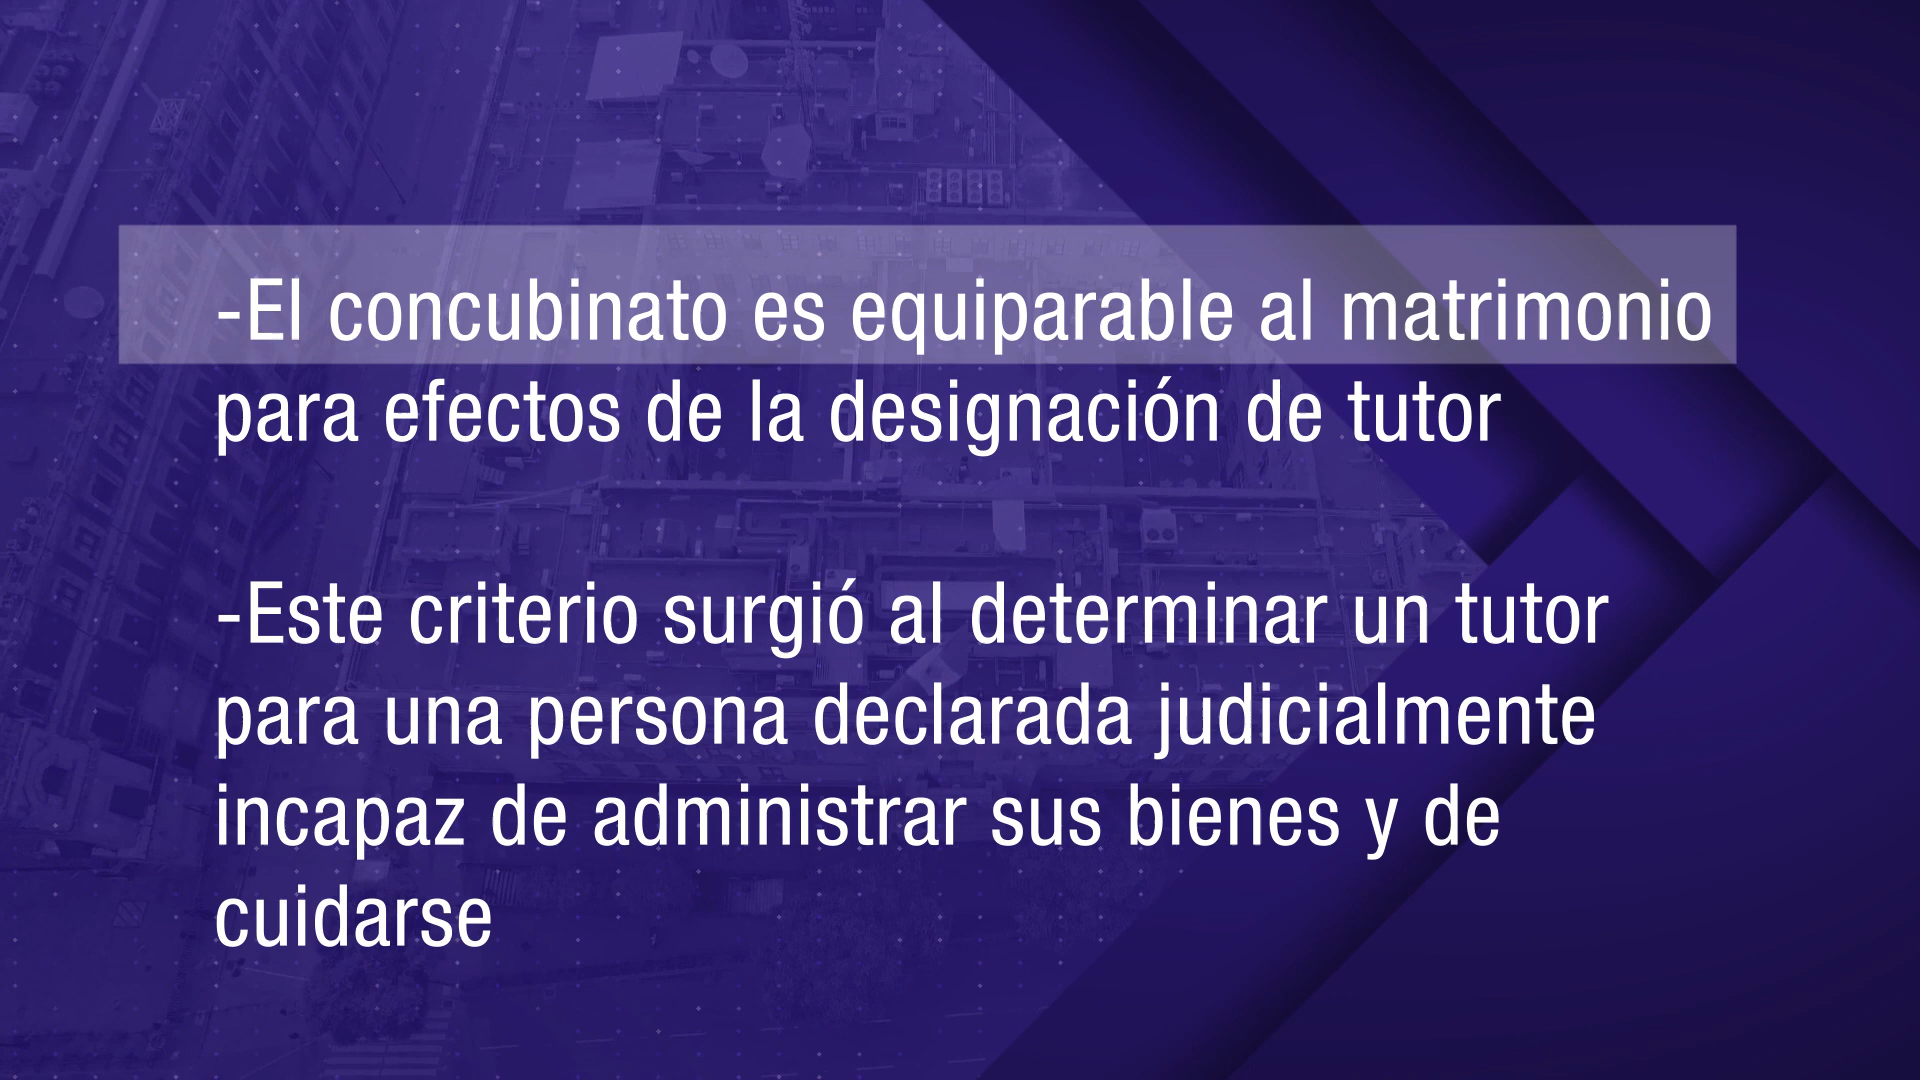 -El concubinato es equiparable al matrimonio
para efectos de la designación de tutor
-Este criterio surgió al determinar un tutor
para una persona declarada judicialmente
incapaz de administrar sus bienes y de
cuidarse